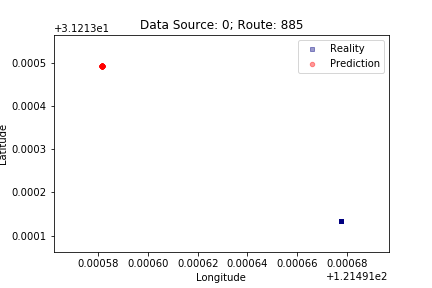 Data Source: 0; Route: 885
+3.1213e1
Reality
Prediction
0.0005
0.0004
0.0003
0.0002
0.0001
Latitude
0.00058 0.00060 0.00062 0.00064 0.00066 0.00068
Longitude
+1.21491e2